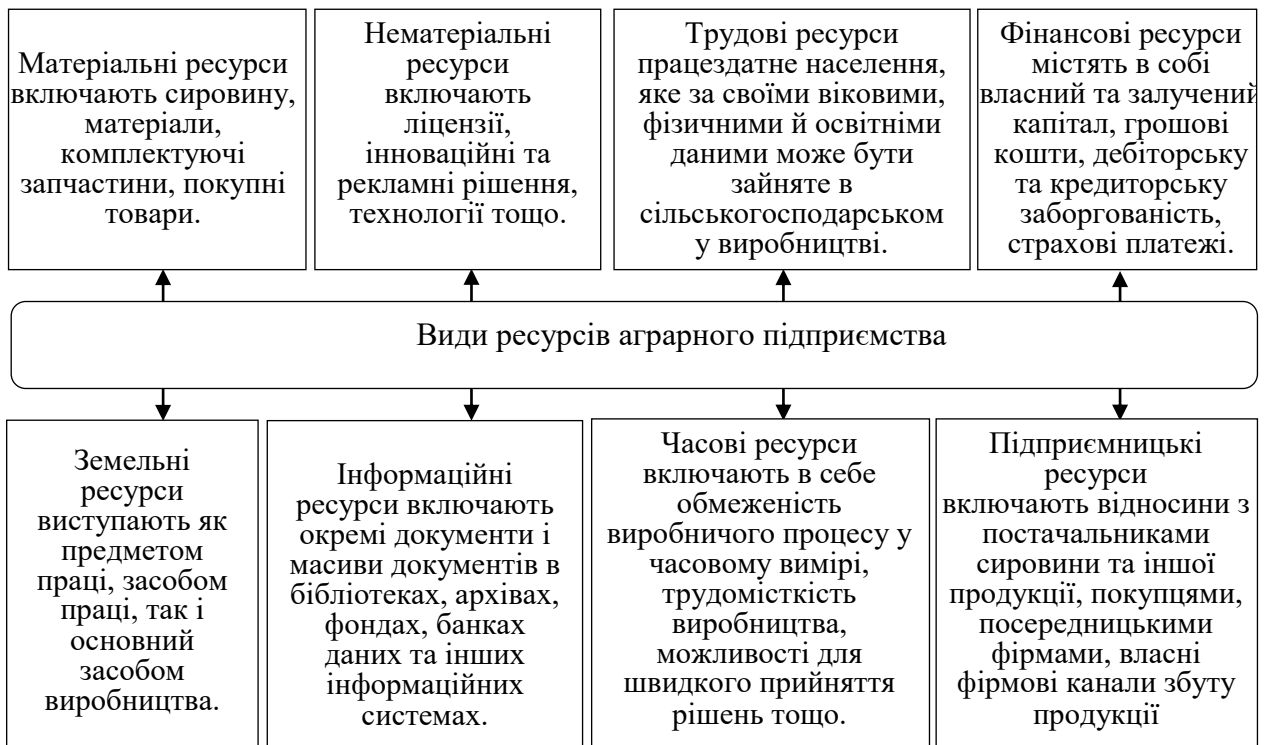 Матеріальні ресурси
включають сировину,
матеріали,
комплектуючі
запчастини, покупні
товари.
Нематеріальні
ресурси
включають
ліцензії,
інноваційні та
рекламні рішення,
технології тощо.
Трудові ресурси
працездатне населення,
яке за своїми віковими,
фізичними й освітніми
даними може бути
зайняте в
сільськогосподарськом
у виробництві.
Фінансові ресурси
містять в собі
власний та залучений
капітал, грошові
кошти, дебіторську
та кредиторську
заборгованість,
страхові платежі.
Види ресурсів аграрного підприємства
Земельні
ресурси
виступають як
предметом
праці, засобом
праці, так і
основний
засобом
виробництва.
Інформаційні
ресурси включають
окремі документи і
масиви документів в
бібліотеках, архівах,
фондах, банках
даних та інших
інформаційних
системах.
Часові ресурси
включають в себе
обмеженість
виробничого процесу у
часовому вимірі,
трудомісткість
виробництва,
можливості для
швидкого прийняття
рішень тощо.
Підприємницькі
ресурси
включають відносини з
постачальниками
сировини та іншої
продукції, покупцями,
посередницькими
фірмами, власні
фірмові канали збуту
продукції